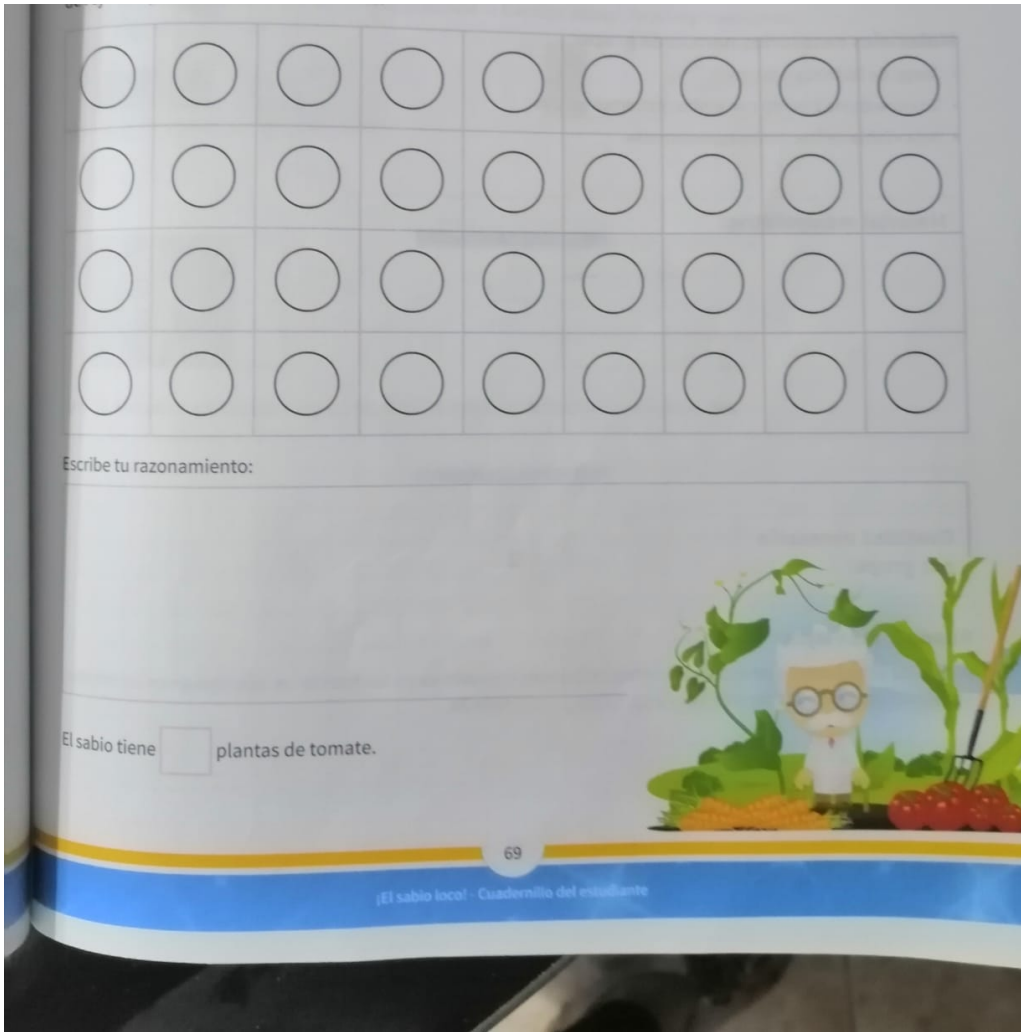 Escribe tu razonamiento:
El sabio tiene plantas de tomate.
69
¡El sabio loco! - Cuadernillo del estudiante